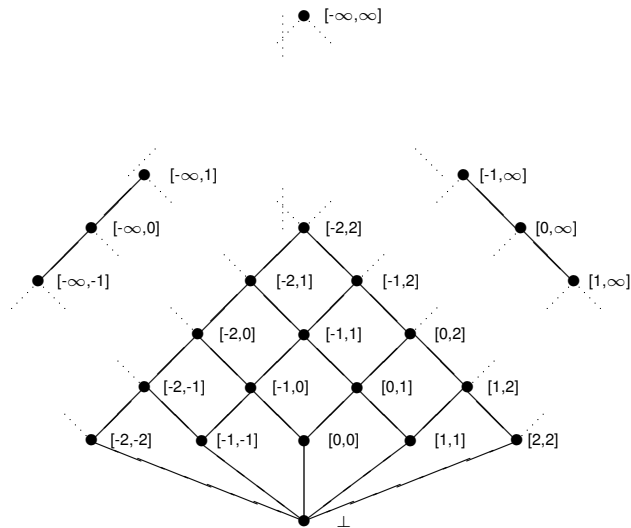 [-∞,∞]
[-∞,1] [-1,∞]
[-∞,0] [-2,2] [0,∞]
[-∞,-1] [-2,1] [-1,2] [1,∞]
[-2,0] [-1,1] [0,2]
[-2,-1] [-1,0] [0,1] [1,2]
[-2,-2] [-1,-1] [0,0] [1,1] [2,2]
⊥